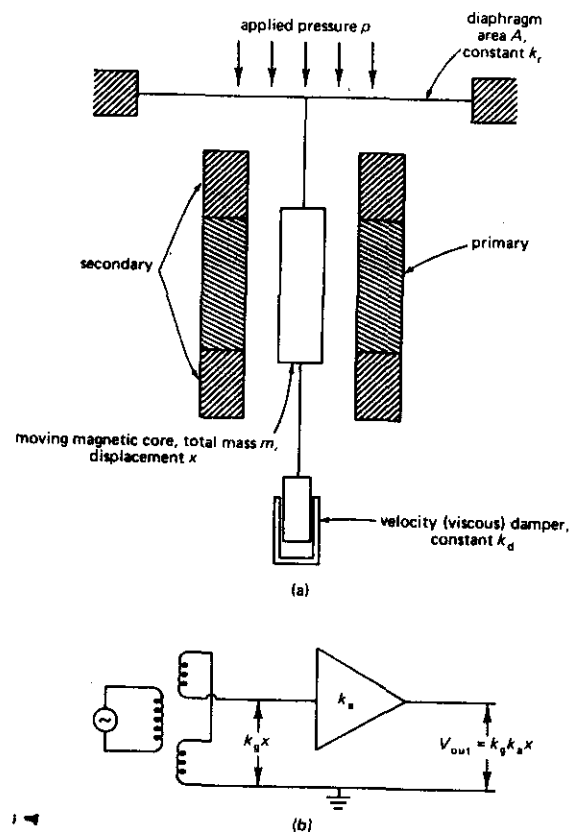 applied pressure p
diaphragm
area A,
constant k_r
secondary
primary
moving magnetic core, total mass m,
displacement x
velocity (viscous) damper,
constant k_d
(a)
~
k_a
k_g x
V_out = k_g k_a x
(b)